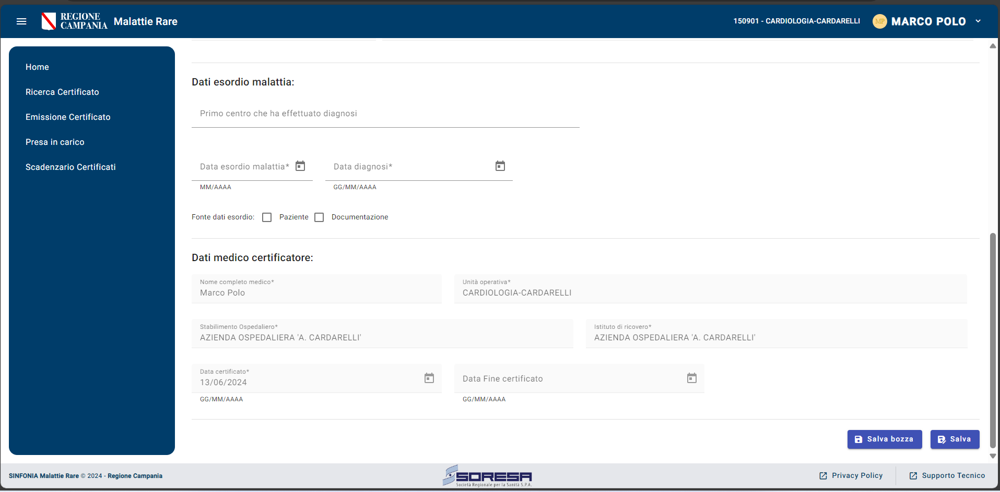 REGIONE
CAMPANIA
Malattie Rare
150901 - CARDIOLOGIA-CARDARELLI
MP
MARCO POLO
Home
Ricerca Certificato
Emissione Certificato
Presa in carico
Scadenzario Certificati
Dati esordio malattia:
Primo centro che ha effettuato diagnosi
Data esordio malattia*
Data diagnosi*
MM/AAAA
GG/MM/AAAA
Fonte dati esordio: Paziente Documentazione
Dati medico certificatore:
Nome completo medico*
Marco Polo
Unità operativa*
CARDIOLOGIA-CARDARELLI
Stabilimento Ospedaliero*
AZIENDA OSPEDALIERA 'A. CARDARELLI'
Istituto di ricovero*
AZIENDA OSPEDALIERA 'A. CARDARELLI'
Data certificato*
13/06/2024
GG/MM/AAAA
Data Fine certificato
GG/MM/AAAA
Salva bozza
Salva
SINFONIA Malattie Rare © 2024 - Regione Campania
SORESA
Società Regionale per la Sanità S.P.A.
Privacy Policy
Supporto Tecnico